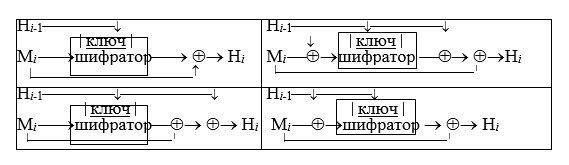 Hi-1
| ключ |
Mi шифратор ⊕ Hi
Hi-1
| ключ |
Mi ⊕ шифратор ⊕ ⊕ Hi
Hi-1
| ключ |
Mi шифратор ⊕ ⊕ Hi
Hi-1
| ключ |
Mi ⊕ шифратор ⊕ Hi